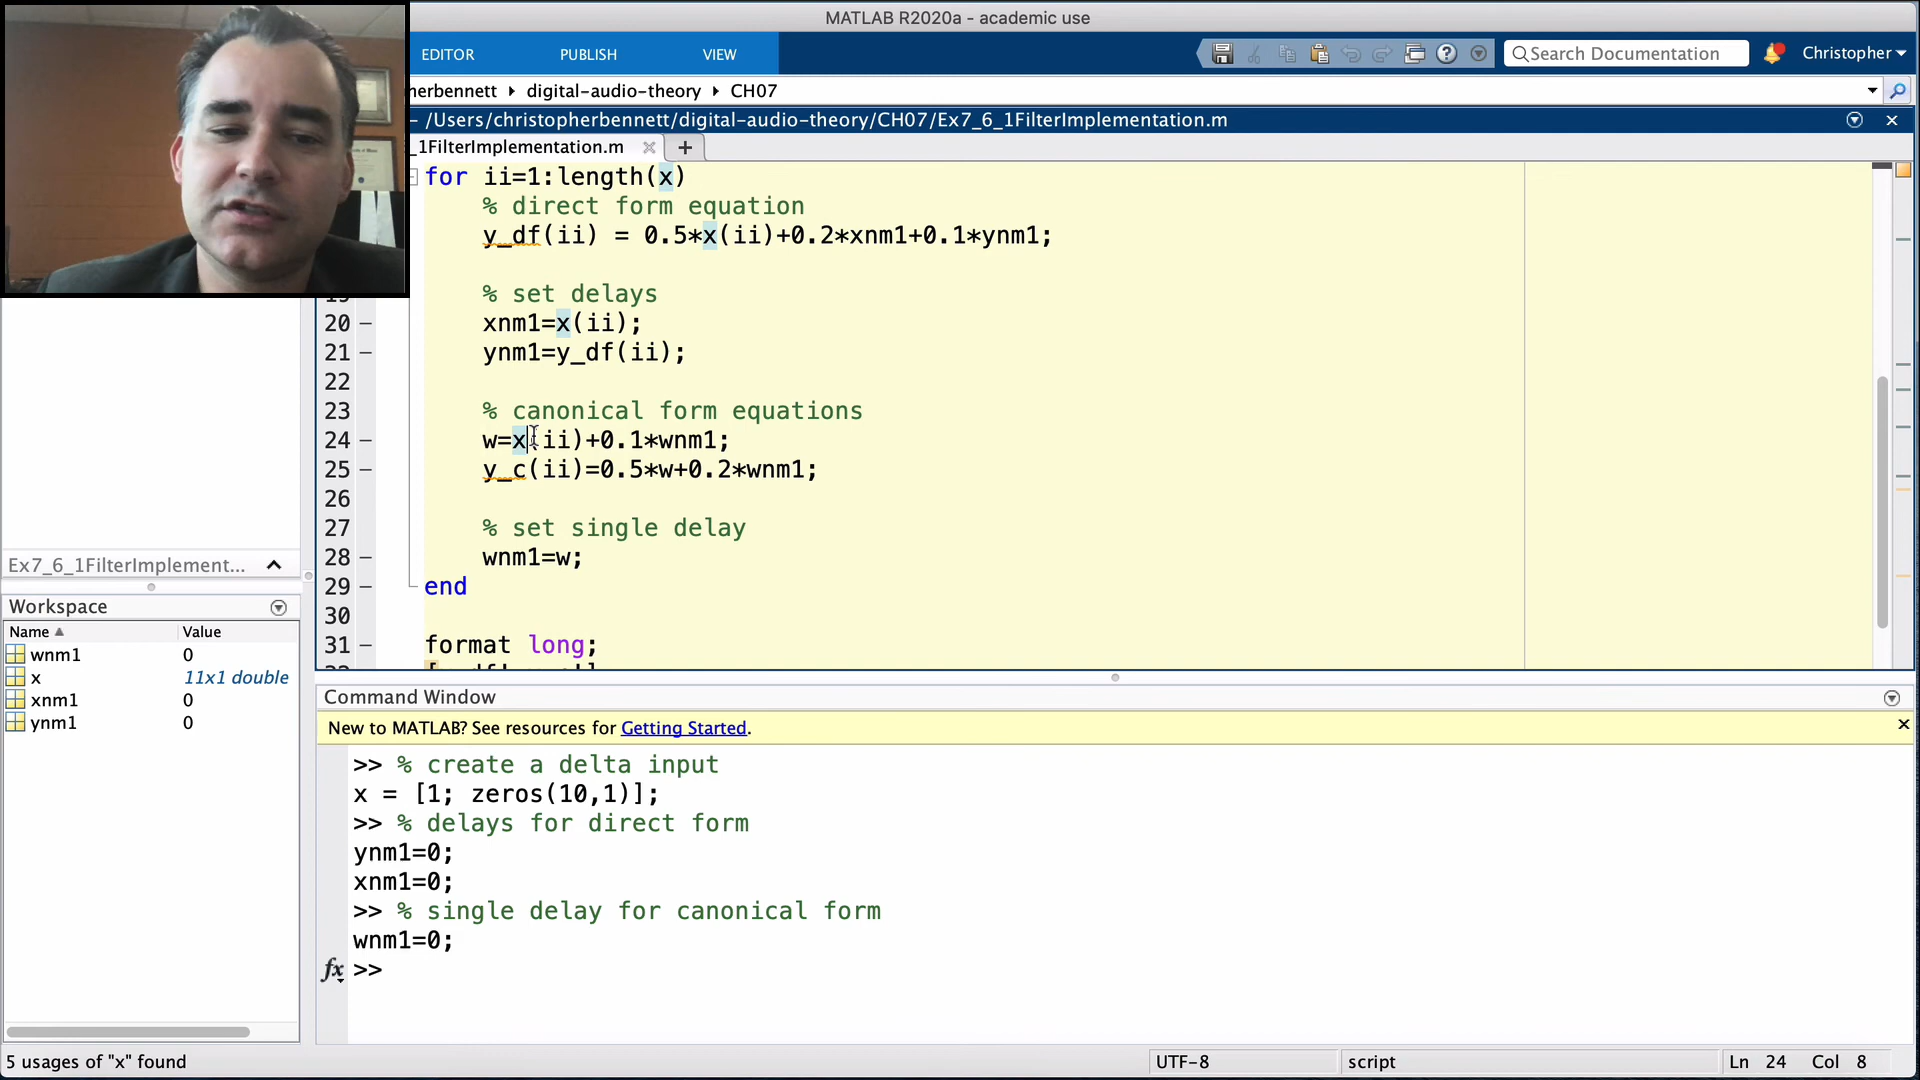 MATLAB R2020a - academic use
EDITOR PUBLISH VIEW Search Documentation Christopher
herbennett ▸ digital-audio-theory ▸ CH07
/Users/christopherbennett/digital-audio-theory/CH07/Ex7_6_1FilterImplementation.m
_1FilterImplementation.m × +
for ii=1:length(x)
% direct form equation
y_df(ii) = 0.5*x(ii)+0.2*xnm1+0.1*ynm1;
% set delays
20 – xnm1=x(ii);
21 – ynm1=y_df(ii);
22
23 % canonical form equations
24 – w=x(ii)+0.1*wnm1;
25 – y_c(ii)=0.5*w+0.2*wnm1;
26
27 % set single delay
28 – wnm1=w;
29 – end
30
31 – format long;
Ex7_6_1FilterImplement...
Workspace
Name Value
wnm1 0
x 11x1 double
xnm1 0
ynm1 0
Command Window
New to MATLAB? See resources for Getting Started.
>> % create a delta input
x = [1; zeros(10,1)];
>> % delays for direct form
ynm1=0;
xnm1=0;
>> % single delay for canonical form
wnm1=0;
fx >>
5 usages of "x" found UTF-8 script Ln 24 Col 8